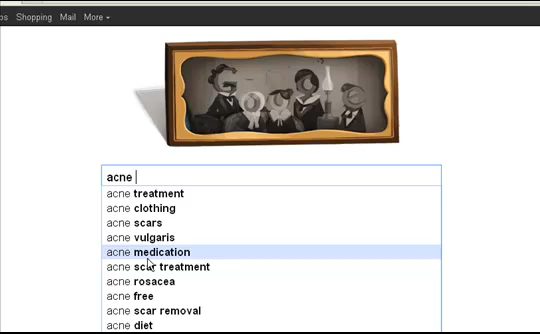 Shopping Mail More
acne
acne treatment
acne clothing
acne scars
acne vulgaris
acne medication
acne scar treatment
acne rosacea
acne free
acne scar removal
acne diet